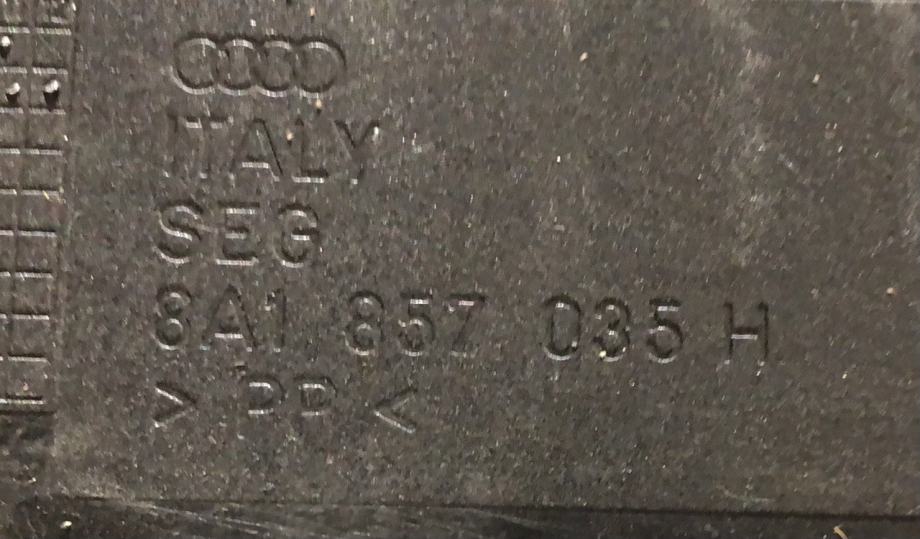 ITALY
SEG
8A1 857 035 H
> PP <